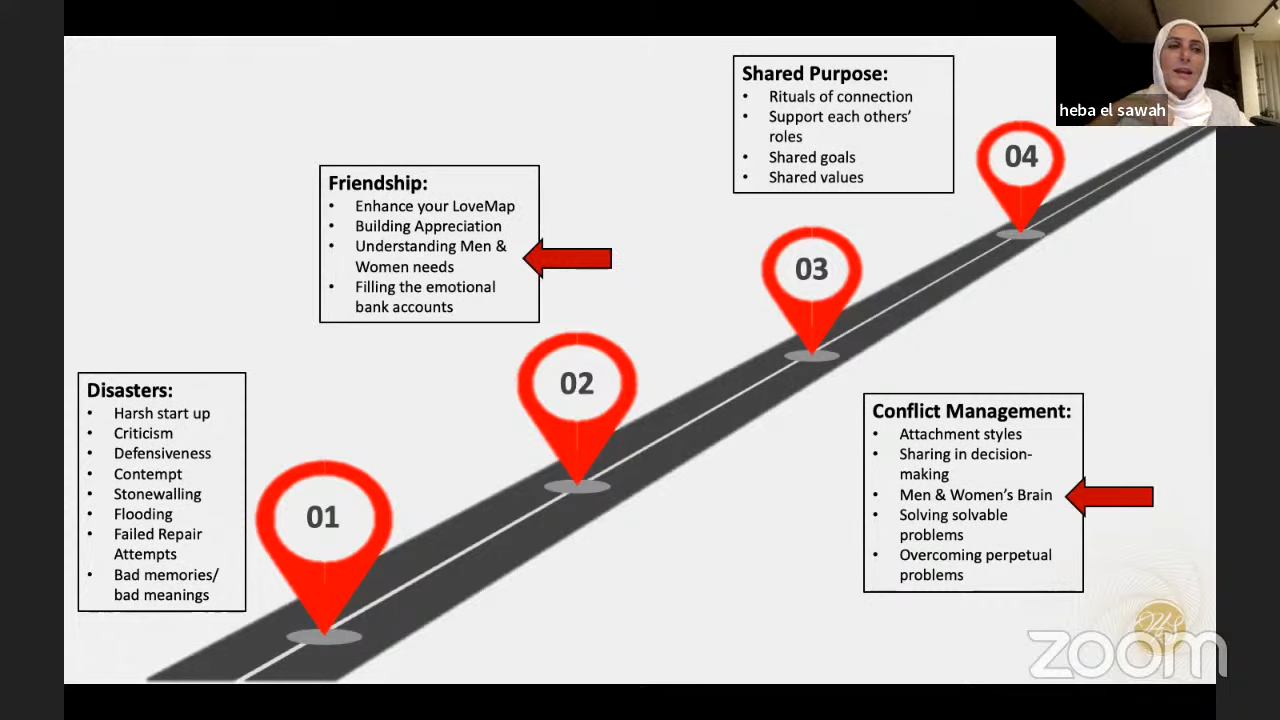 Shared Purpose:
• Rituals of connection
• Support each others'
roles
• Shared goals
• Shared values
heba el sawah
04
Friendship:
• Enhance your LoveMap
• Building Appreciation
• Understanding Men &
Women needs
• Filling the emotional
bank accounts
03
02
Disasters:
• Harsh start up
• Criticism
• Defensiveness
• Contempt
• Stonewalling
• Flooding
• Failed Repair
Attempts
• Bad memories/
bad meanings
01
Conflict Management:
• Attachment styles
• Sharing in decision-
making
• Men & Women's Brain
• Solving solvable
problems
• Overcoming perpetual
problems
zoom